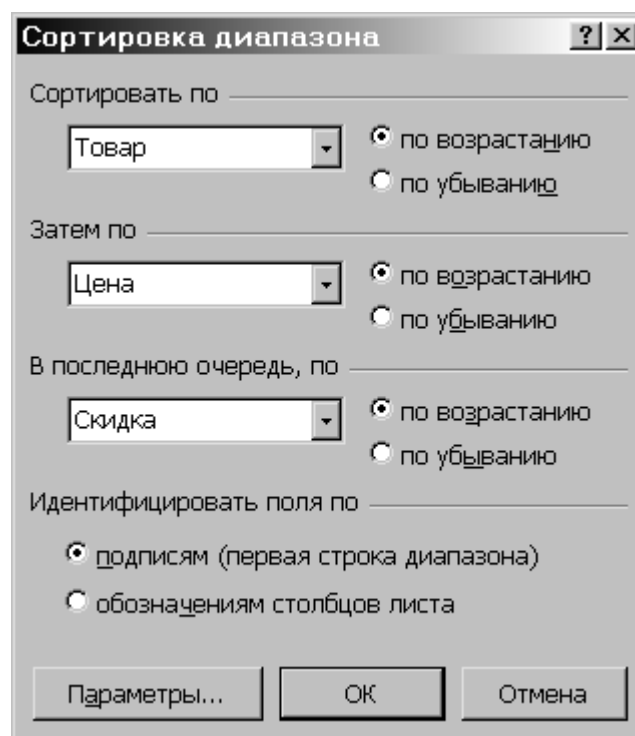 Сортировка диапазона
Сортировать по
Товар
по возрастанию
по убыванию
Затем по
Цена
по возрастанию
по убыванию
В последнюю очередь, по
Скидка
по возрастанию
по убыванию
Идентифицировать поля по
подписям (первая строка диапазона)
обозначениям столбцов листа
Параметры... ОК Отмена